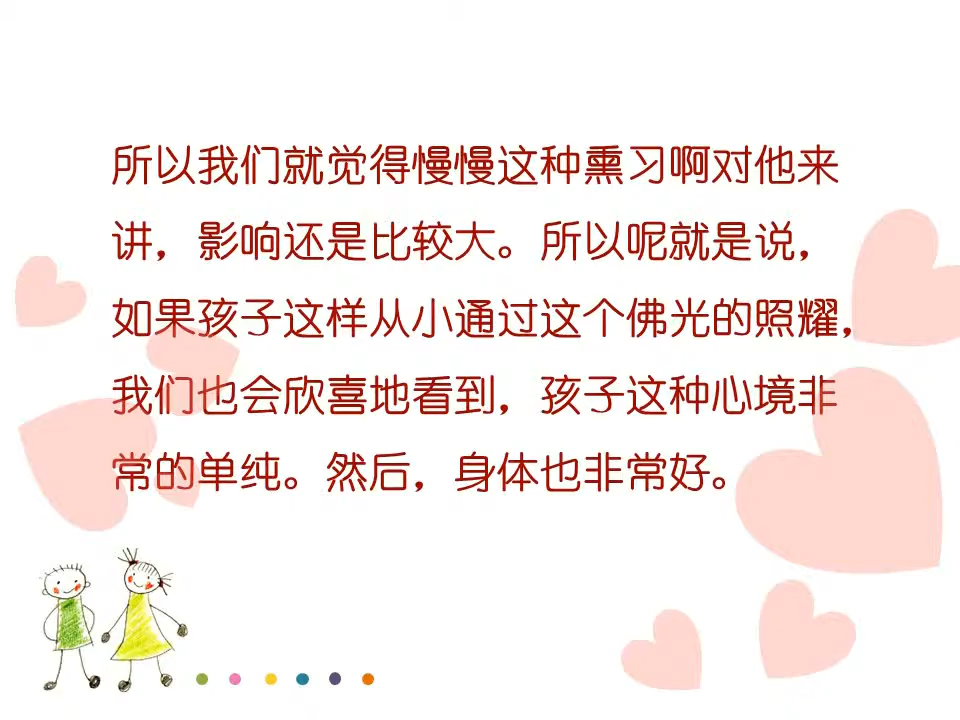 所以我们就觉得慢慢这种熏习啊对他来
讲，影响还是比较大。所以呢就是说，
如果孩子这样从小通过这个佛光的照耀，
我们也会欣喜地看到，孩子这种心境非
常的单纯。然后，身体也非常好。